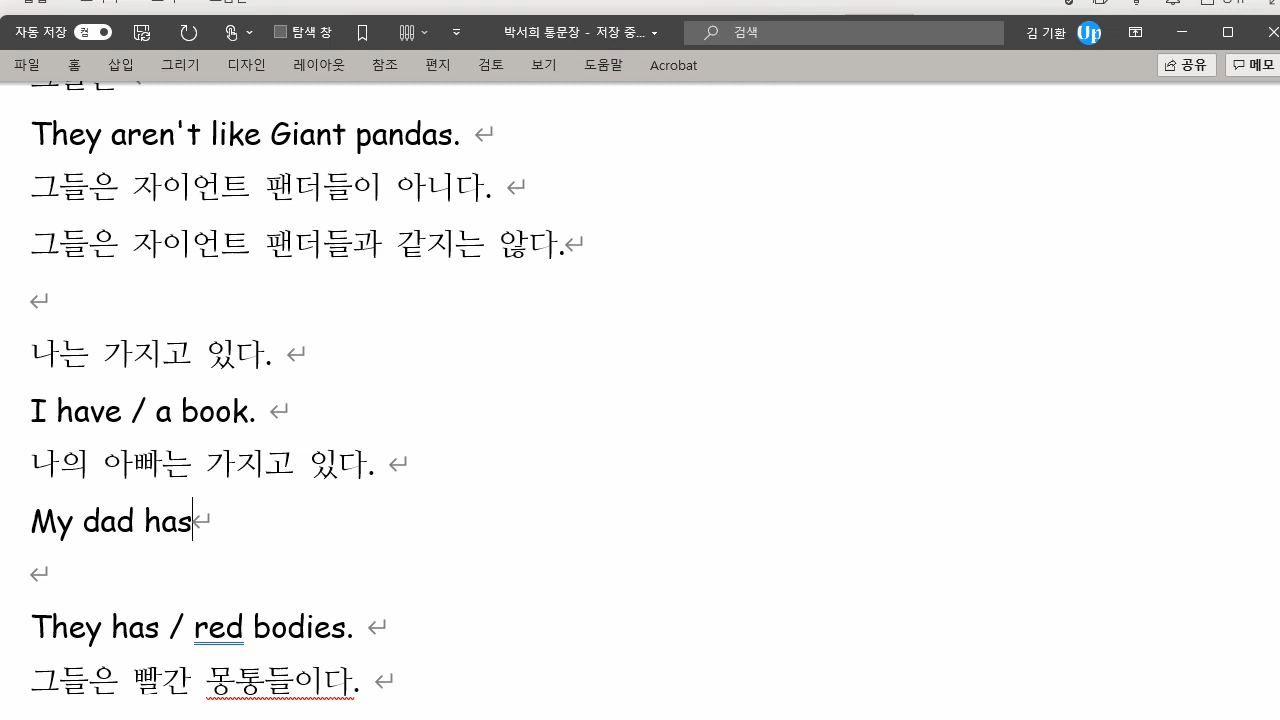 자동 저장 컴 탐색 창 박서희 통문장 - 저장 중... 검색 김 기환 Up
파일 홈 삽입 그리기 디자인 레이아웃 참조 편지 검토 보기 도움말 Acrobat 공유 메모
They aren't like Giant pandas.
그들은 자이언트 팬더들이 아니다.
그들은 자이언트 팬더들과 같지는 않다.
나는 가지고 있다.
I have / a book.
나의 아빠는 가지고 있다.
My dad has
They has / red bodies.
그들은 빨간 몽통들이다.